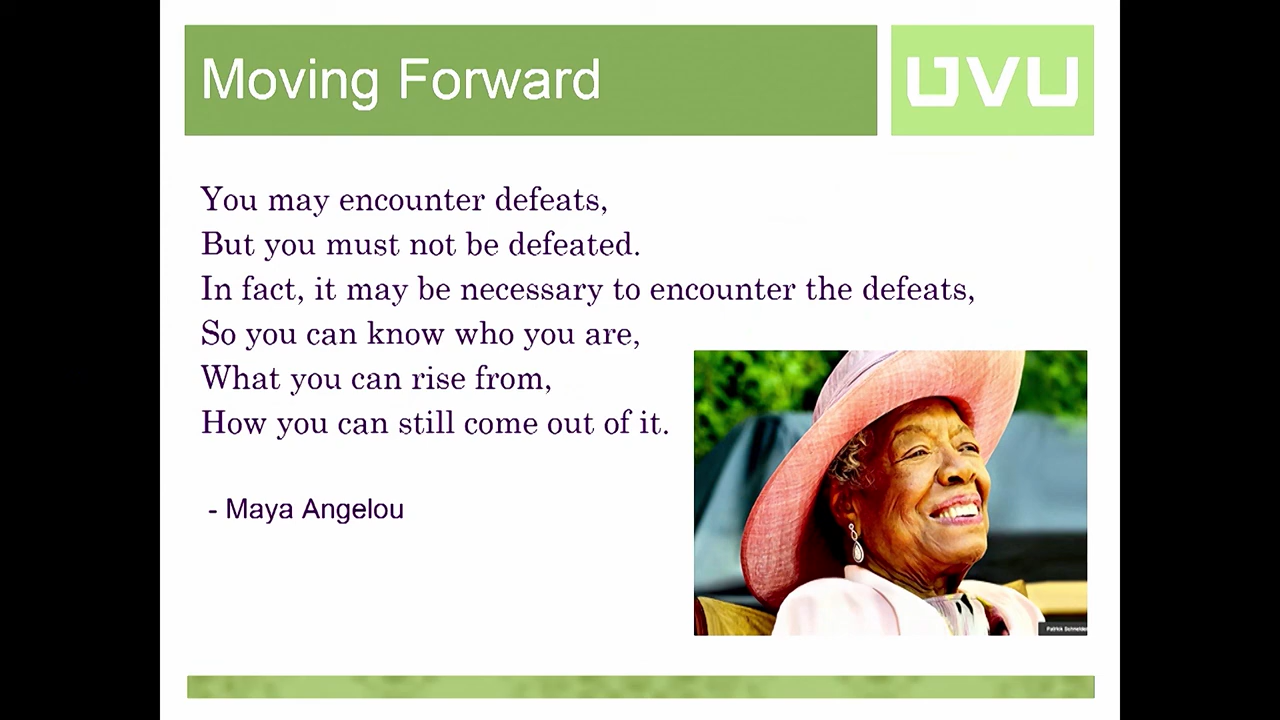 Moving Forward
UVU
You may encounter defeats,
But you must not be defeated.
In fact, it may be necessary to encounter the defeats,
So you can know who you are,
What you can rise from,
How you can still come out of it.
- Maya Angelou
Patrick Schneider